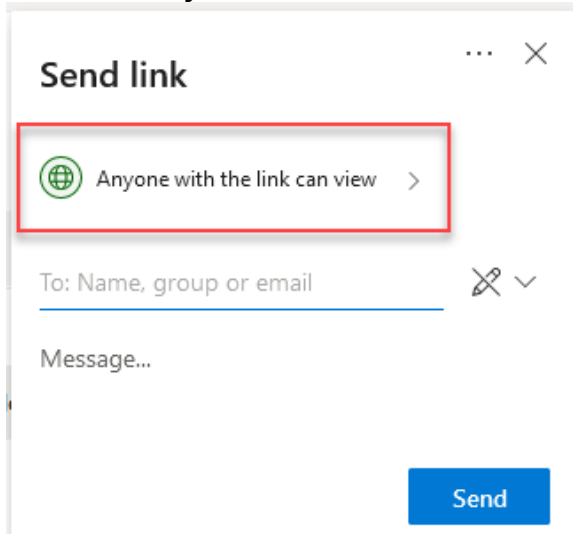 Send link
Anyone with the link can view
To: Name, group or email
Message...
Send